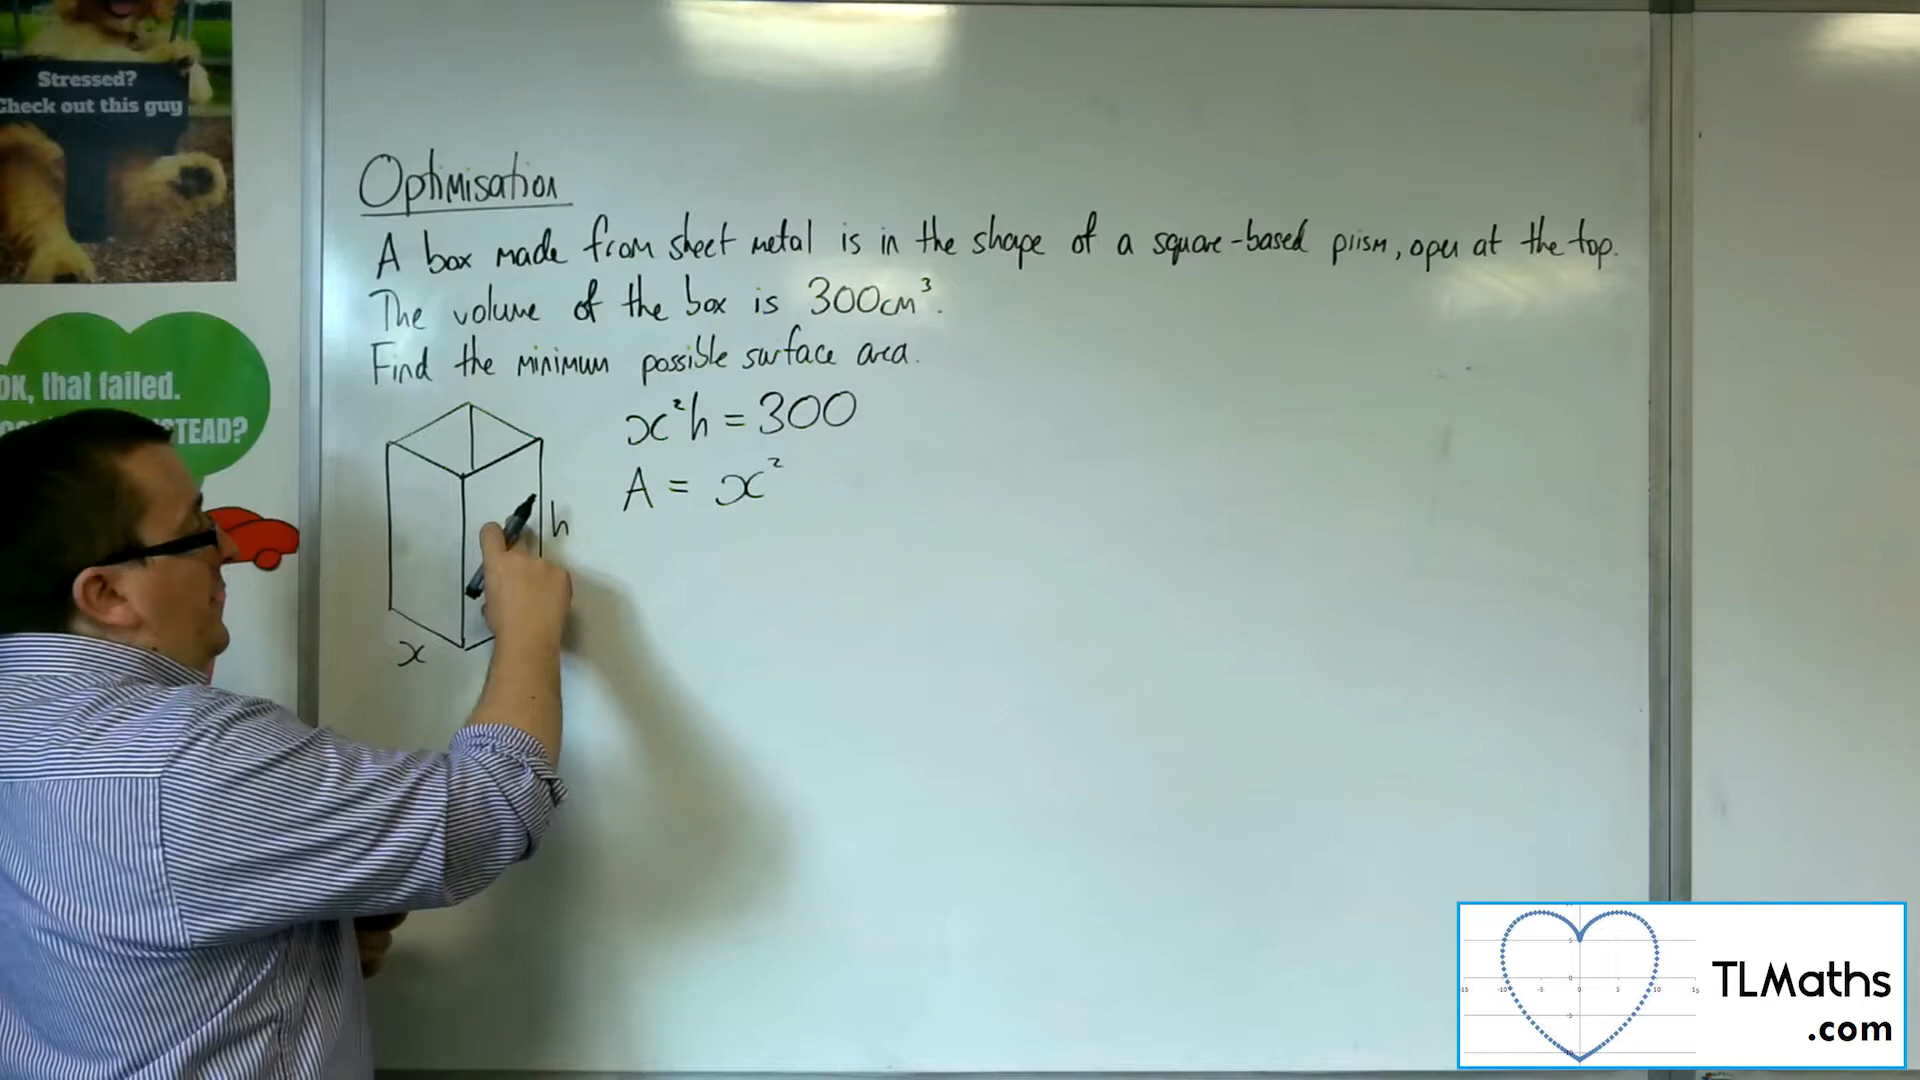 Stressed?
Check out this guy
OK, that failed.
INSTEAD?
Optimisation
A box made from sheet metal is in the shape of a square-based prism, open at the top.
The volume of the box is 300cm³.
Find the minimum possible surface area.
x²h = 300
A = x²
h
x
TLMaths
.com